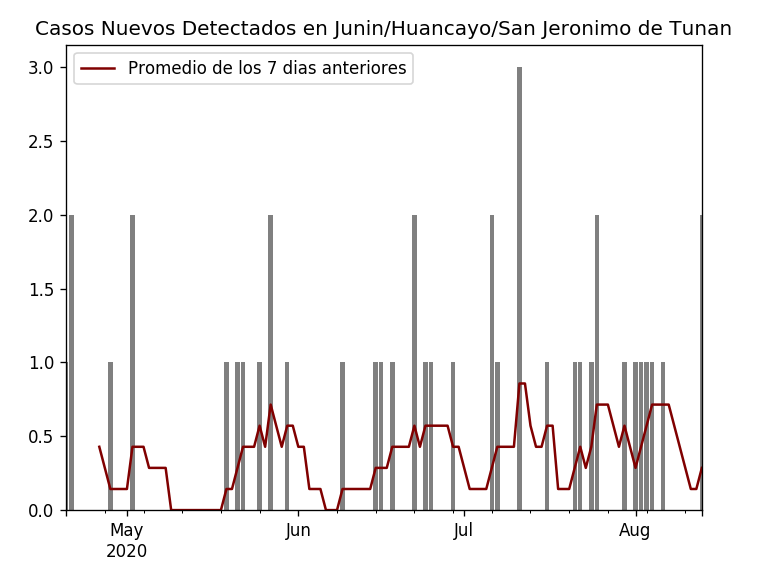 Casos Nuevos Detectados en Junin/Huancayo/San Jeronimo de Tunan
Promedio de los 7 dias anteriores
3.0
2.5
2.0
1.5
1.0
0.5
0.0
May Jun Jul Aug
2020